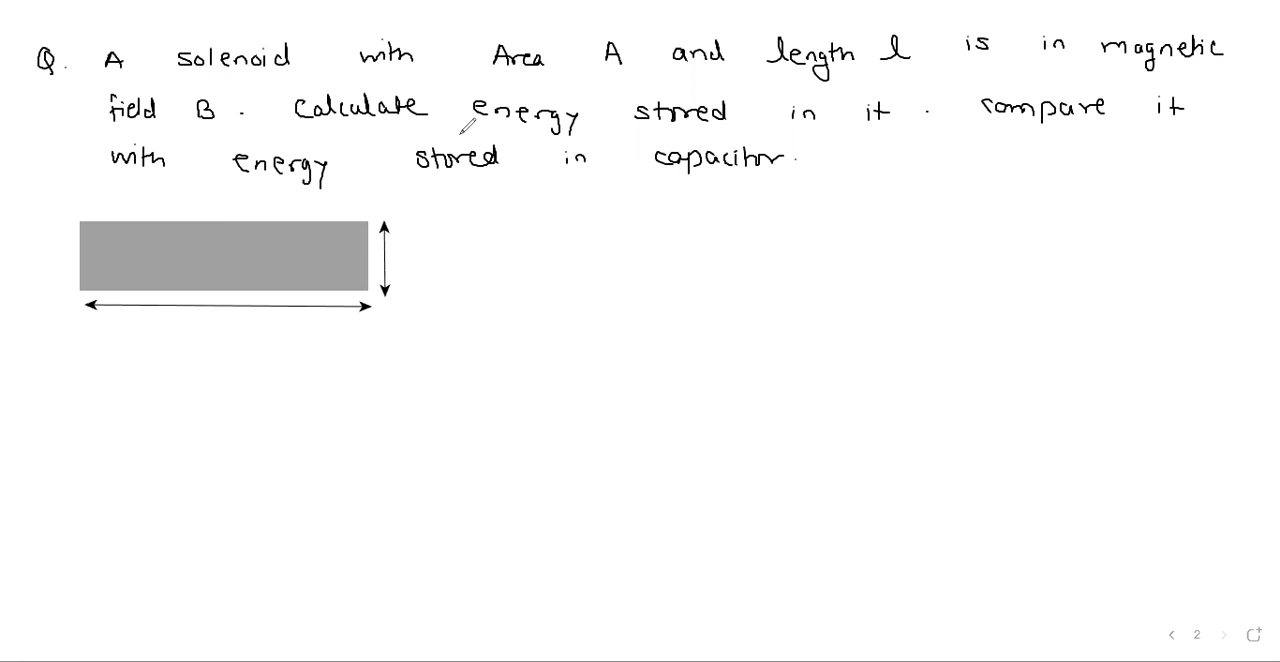 Q. A solenoid with Area A and length l is in magnetic
field B. Calculate energy stored in it. compare it
with energy stored in capacitor.
2